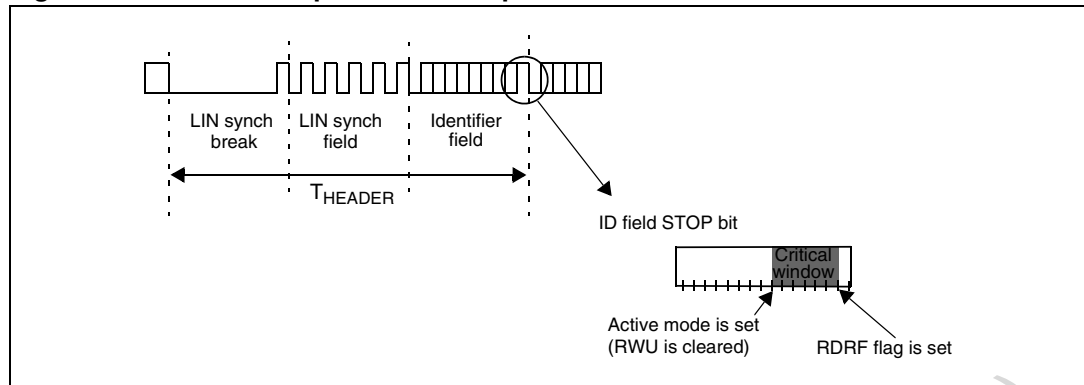 LIN synch
break
LIN synch
field
Identifier
field
THEADER
ID field STOP bit
Critical
window
Active mode is set
(RWU is cleared)
RDRF flag is set